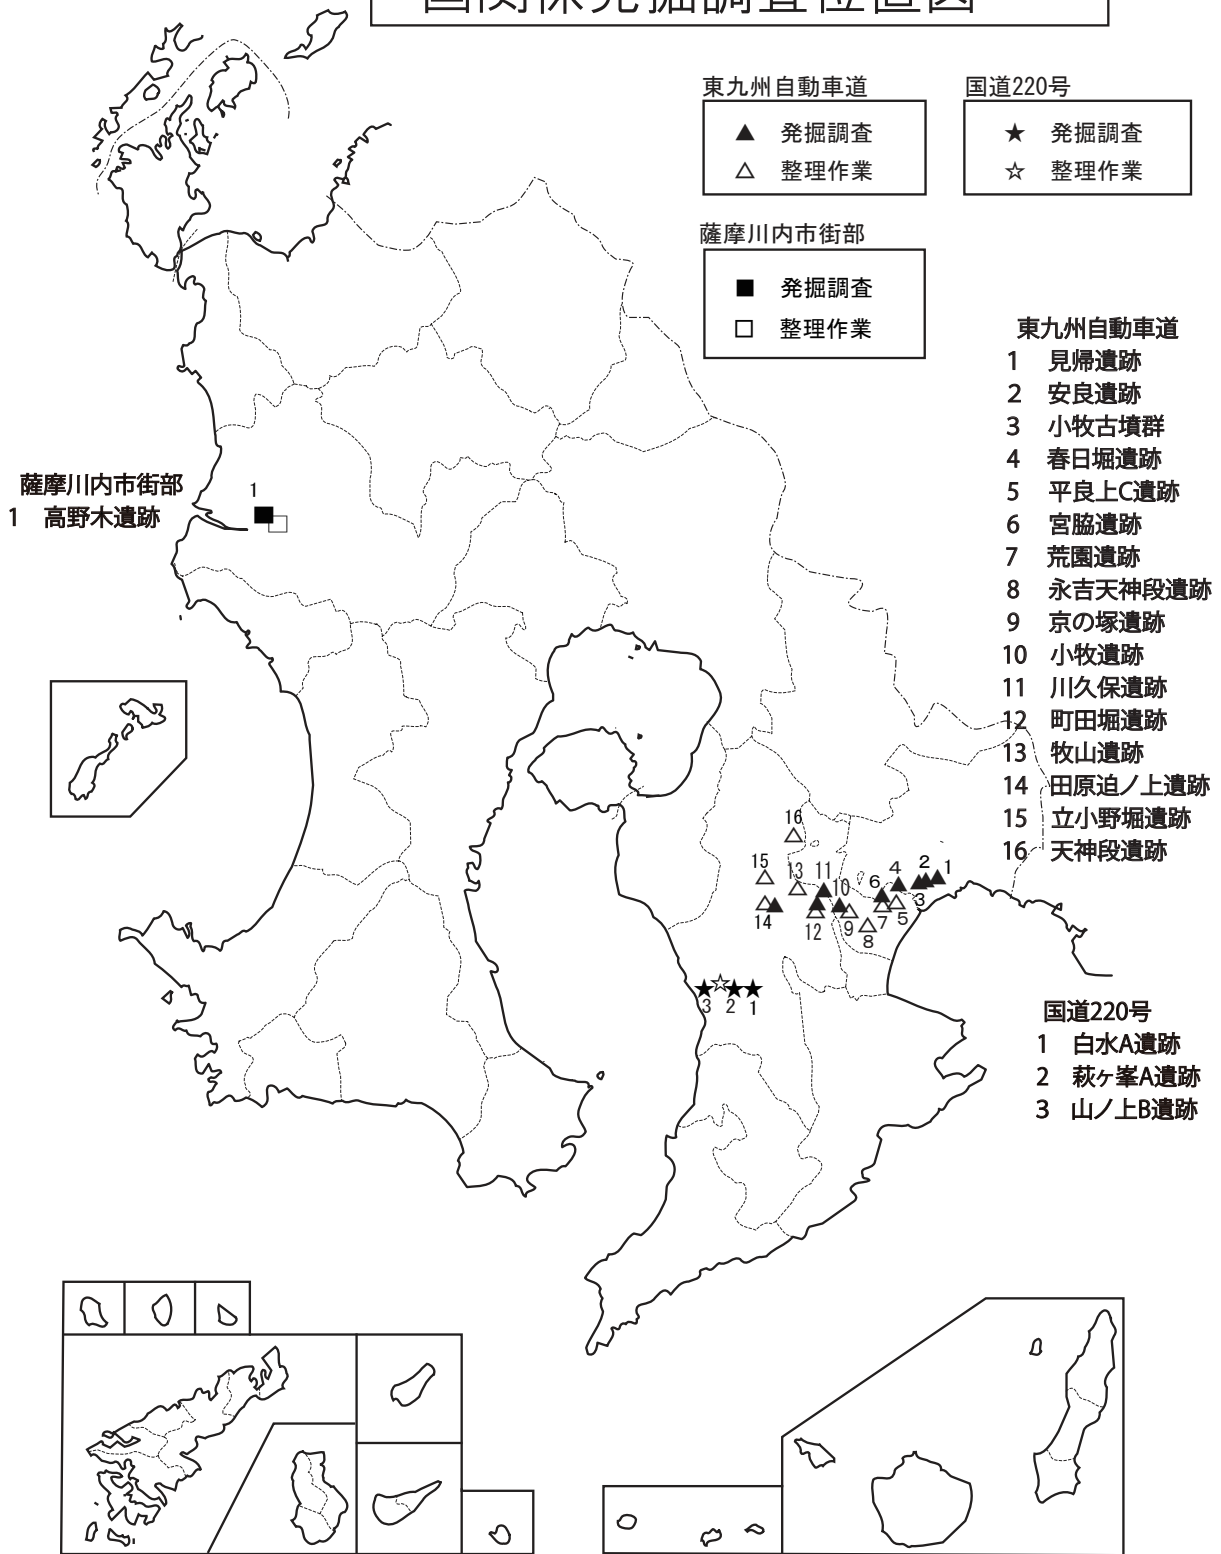 国関係発掘調査位置図
東九州自動車道
▲ 発掘調査
△ 整理作業
国道220号
★ 発掘調査
☆ 整理作業
薩摩川内市街部
■ 発掘調査
□ 整理作業
東九州自動車道
1 見帰遺跡
2 安良遺跡
3 小牧古墳群
4 春日堀遺跡
5 平良上C遺跡
6 宮脇遺跡
7 荒園遺跡
8 永吉天神段遺跡
9 京の塚遺跡
10 小牧遺跡
11 川久保遺跡
12 町田堀遺跡
13 牧山遺跡
14 田原迫ノ上遺跡
15 立小野堀遺跡
16 天神段遺跡
薩摩川内市街部
1 高野木遺跡
1
16
15
13
11
10
6
4
2
1
14
12
9
8
7
5
3
3
2
1
国道220号
1 白水A遺跡
2 萩ヶ峯A遺跡
3 山ノ上B遺跡